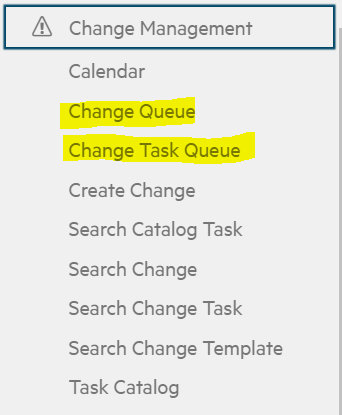 Change Management
Calendar
Change Queue
Change Task Queue
Create Change
Search Catalog Task
Search Change
Search Change Task
Search Change Template
Task Catalog